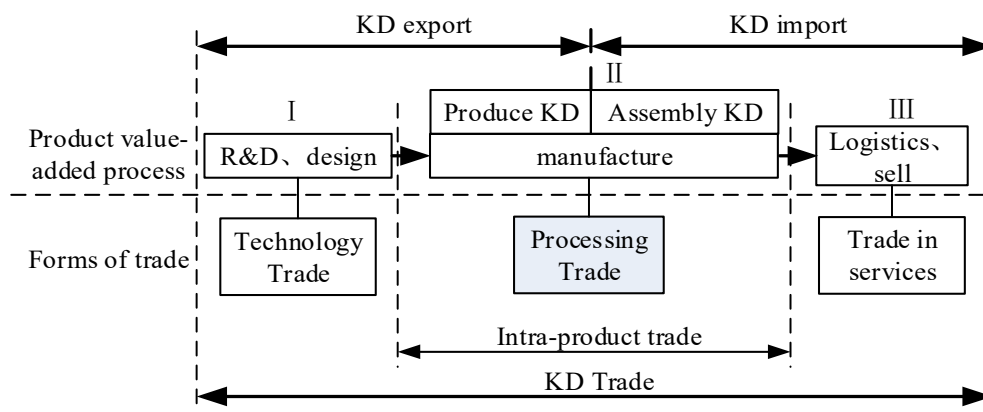 KD export
KD import
Ⅱ
Ⅰ
Produce KD
Assembly KD
Ⅲ
Product value-
added process
R&D、design
manufacture
Logistics、
sell
Forms of trade
Technology
Trade
Processing
Trade
Trade in
services
Intra-product trade
KD Trade